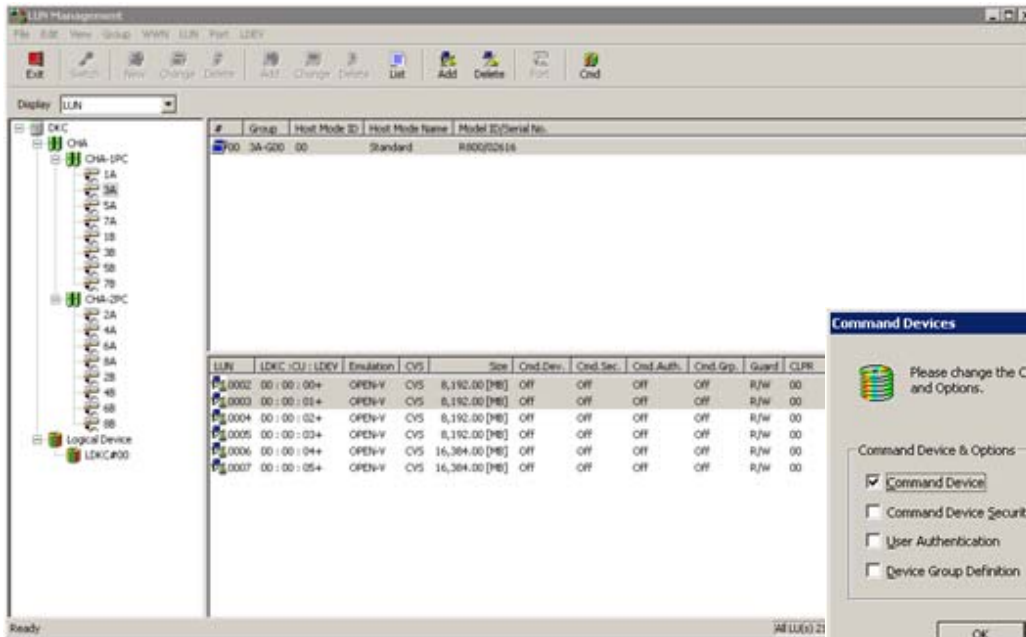 LUN Management
File Edit View Group WWN LUN Port LDEV
Exit Switch New Change Delete Add Change Delete List Add Delete Port Cmd
Display LUN
DKC
CHA
CHA-1PC
1A
3A
5A
7A
1B
3B
5B
7B
CHA-2PC
2A
4A
6A
8A
2B
4B
6B
8B
Logical Device
LDKC#00
# Group Host Mode ID Host Mode Name Model ID/Serial No.
00 3A-G00 00 Standard R800/02616
LUN LDKC :CU : LDEV Emulation CVS Size Cmd.Dev. Cmd.Sec. Cmd.Auth. Cmd.Grp. Guard CLPR
0002 00 : 00 : 00+ OPEN-V CVS 8,192.00 [MB] Off Off Off Off R/W 00
0003 00 : 00 : 01+ OPEN-V CVS 8,192.00 [MB] Off Off Off Off R/W 00
0004 00 : 00 : 02+ OPEN-V CVS 8,192.00 [MB] Off Off Off Off R/W 00
0005 00 : 00 : 03+ OPEN-V CVS 8,192.00 [MB] Off Off Off Off R/W 00
0006 00 : 00 : 04+ OPEN-V CVS 16,384.00 [MB] Off Off Off Off R/W 00
0007 00 : 00 : 05+ OPEN-V CVS 16,384.00 [MB] Off Off Off Off R/W 00
Command Devices
Please change the C
and Options.
Command Device & Options
Command Device
Command Device Securit
User Authentication
Device Group Definition
OK
Ready
All LU(s) 21